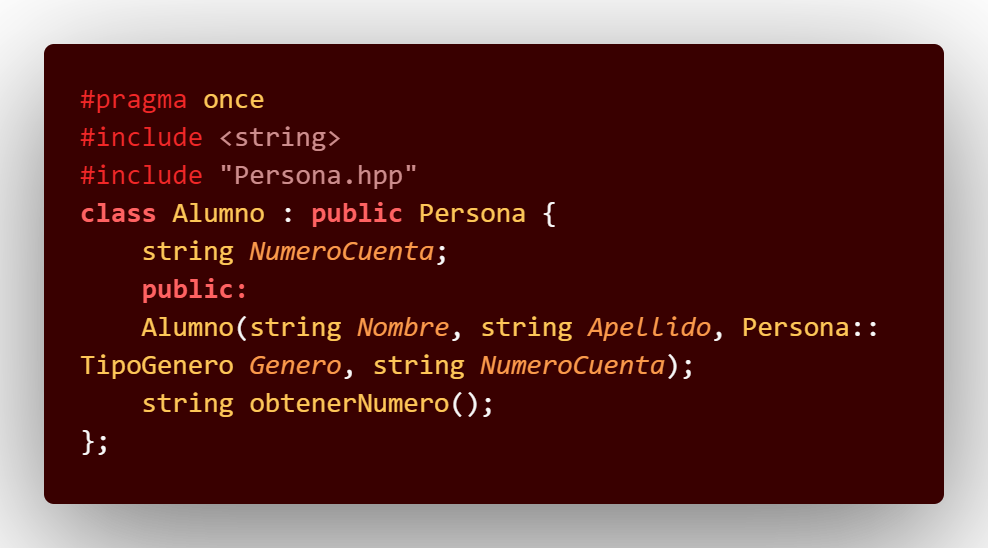 #pragma once
#include <string>
#include "Persona.hpp"
class Alumno : public Persona {
    string NumeroCuenta;
    public:
    Alumno(string Nombre, string Apellido, Persona::
TipoGenero Genero, string NumeroCuenta);
    string obtenerNumero();
};